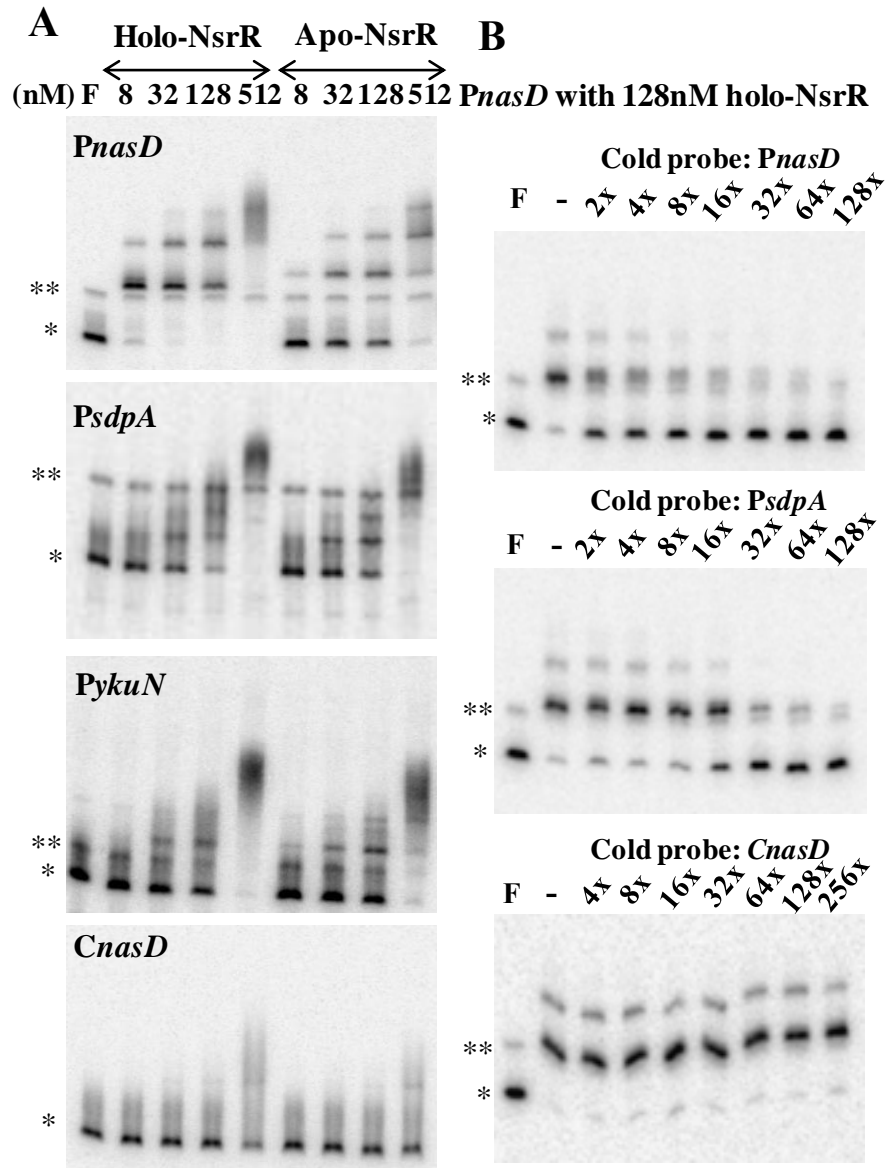 A
Holo-NsrR Apo-NsrR
(nM) F 8 32 128 512 8 32 128 512
PnasD
**
*
PsdpA
**
*
PykuN
**
*
CnasD
*
B
PnasD with 128nM holo-NsrR
Cold probe: PnasD
F - 2x 4x 8x 16x 32x 64x 128x
**
*
Cold probe: PsdpA
F - 2x 4x 8x 16x 32x 64x 128x
**
*
Cold probe: CnasD
F - 4x 8x 16x 32x 64x 128x 256x
**
*